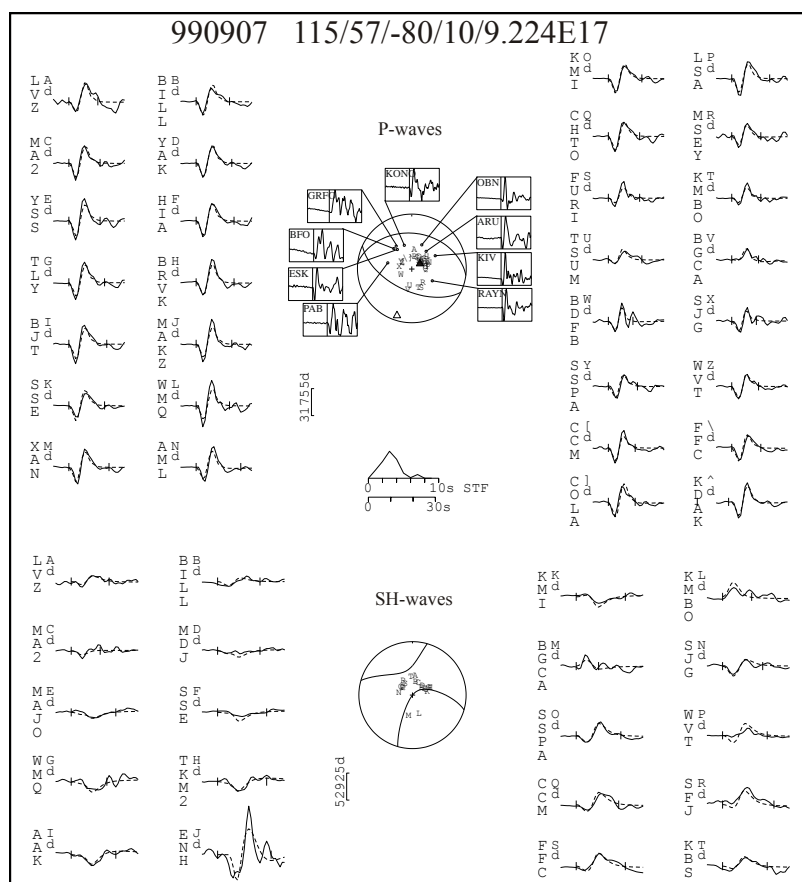 990907 115/57/-80/10/9.224E17
P-waves
LVZ A d
BILL B d
MA2 C d
YAK D d
YSS E d
HIA F d
TLY G d
BRVK H d
BJT I d
MAKZ J d
SSE K d
WMQ L d
XAN M d
AML N d
KONO
GRFO
OBN
BFO
ARU
ESK
KIV
PAB
RAYN
31755d
0 10s STF
0 30s
KMI O d
LSA P d
CHTO Q d
MSEY R d
FURI S d
KMBO T d
TSUM U d
BGCA V d
BDFB W d
SJG X d
SSPA Y d
WVT Z d
CCM [ d
FFC \ d
COLA ] d
KDAK ^ d
SH-waves
LVZ A d
BILL B d
MA2 C d
MDJ D d
MAJO E d
SSE F d
WMQ G d
TKM2 H d
AAK I d
ENH J d
52925d
KMI K d
KMBO L d
BGCA M d
SJG N d
SSPA O d
WVT P d
CCM Q d
SFJ R d
FFC S d
KBS T d